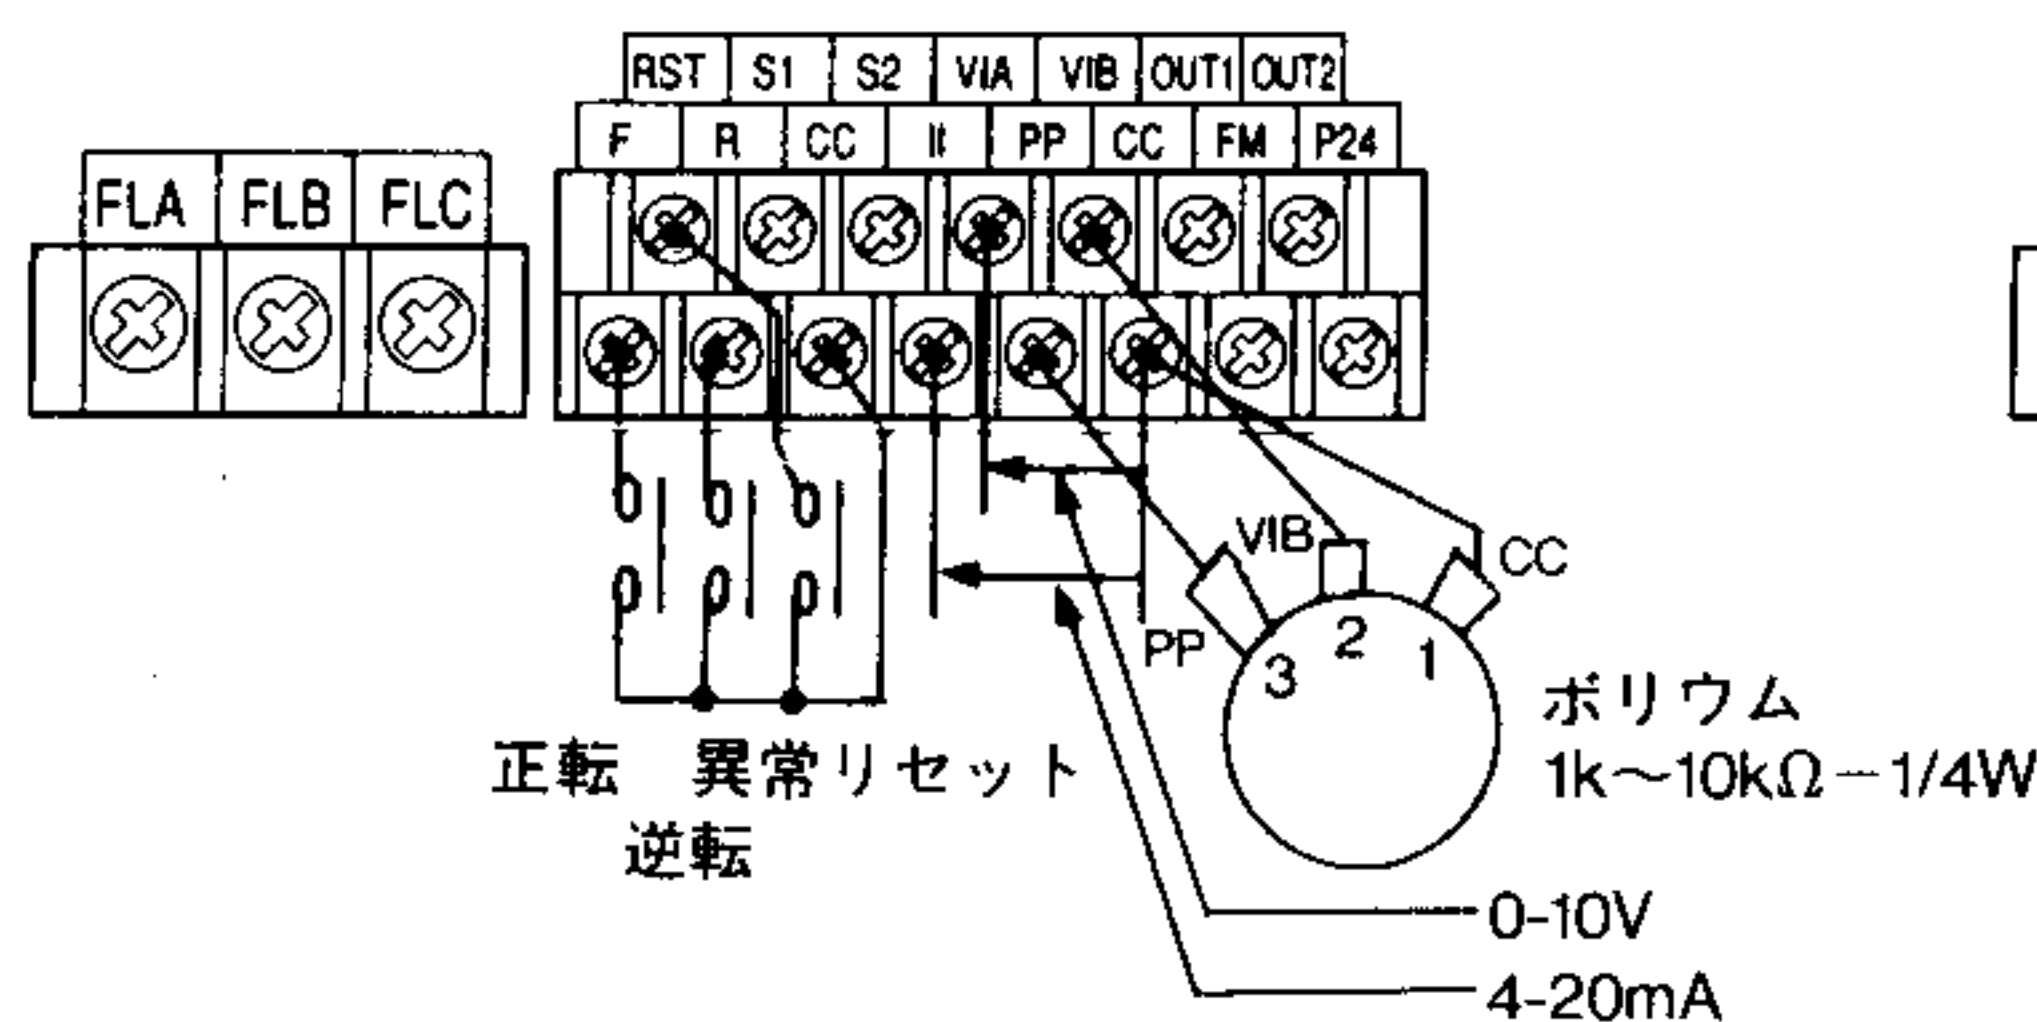 RST S1 S2 VIA VIB OUT1 OUT2
F R CC II PP CC FM P24
FLA FLB FLC
VIB
CC
PP
3 2 1
ボリウム
1k～10kΩ－1/4W
正転 異常リセット
逆転
0-10V
4-20mA